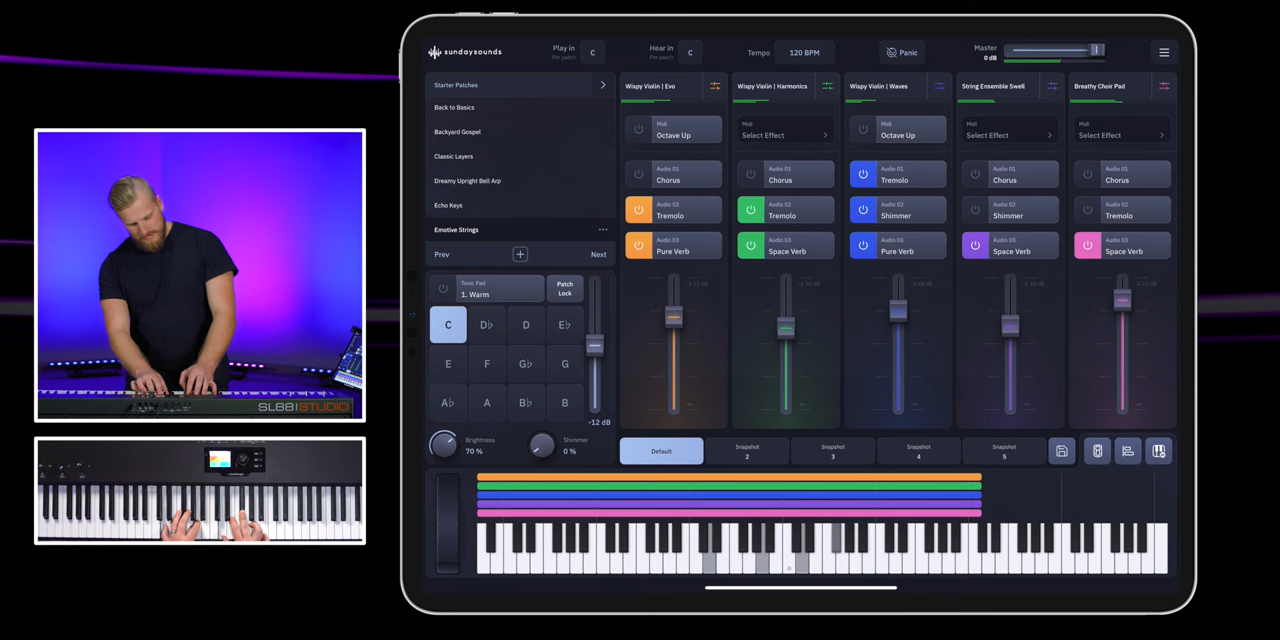 sundaysounds
Play in
Per patch
C
Hear in
Per patch
C
Tempo
120 BPM
Panic
Master
0 dB
Starter Patches
Back to Basics
Backyard Gospel
Classic Layers
Dreamy Upright Bell Arp
Echo Keys
Emotive Strings
Prev
Next
Tonic Pad
1. Warm
Patch
Lock
C
D♭
D
E♭
E
F
G♭
G
A♭
A
B♭
B
-12 dB
Brightness
70 %
Shimmer
0 %
Wispy Violin | Evo
Midi
Octave Up
Audio 01
Chorus
Audio 02
Tremolo
Audio 03
Pure Verb
Wispy Violin | Harmonics
Midi
Select Effect
Audio 01
Chorus
Audio 02
Tremolo
Audio 03
Space Verb
Wispy Violin | Waves
Midi
Octave Up
Audio 01
Tremolo
Audio 02
Shimmer
Audio 03
Pure Verb
String Ensemble Swell
Midi
Select Effect
Audio 01
Chorus
Audio 02
Shimmer
Audio 03
Space Verb
Breathy Choir Pad
Midi
Select Effect
Audio 01
Chorus
Audio 02
Tremolo
Audio 03
Space Verb
Default
Snapshot
2
Snapshot
3
Snapshot
4
Snapshot
5
SL88 STUDIO